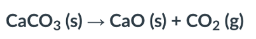 CaCO₃ (s) → CaO (s) + CO₂ (g)